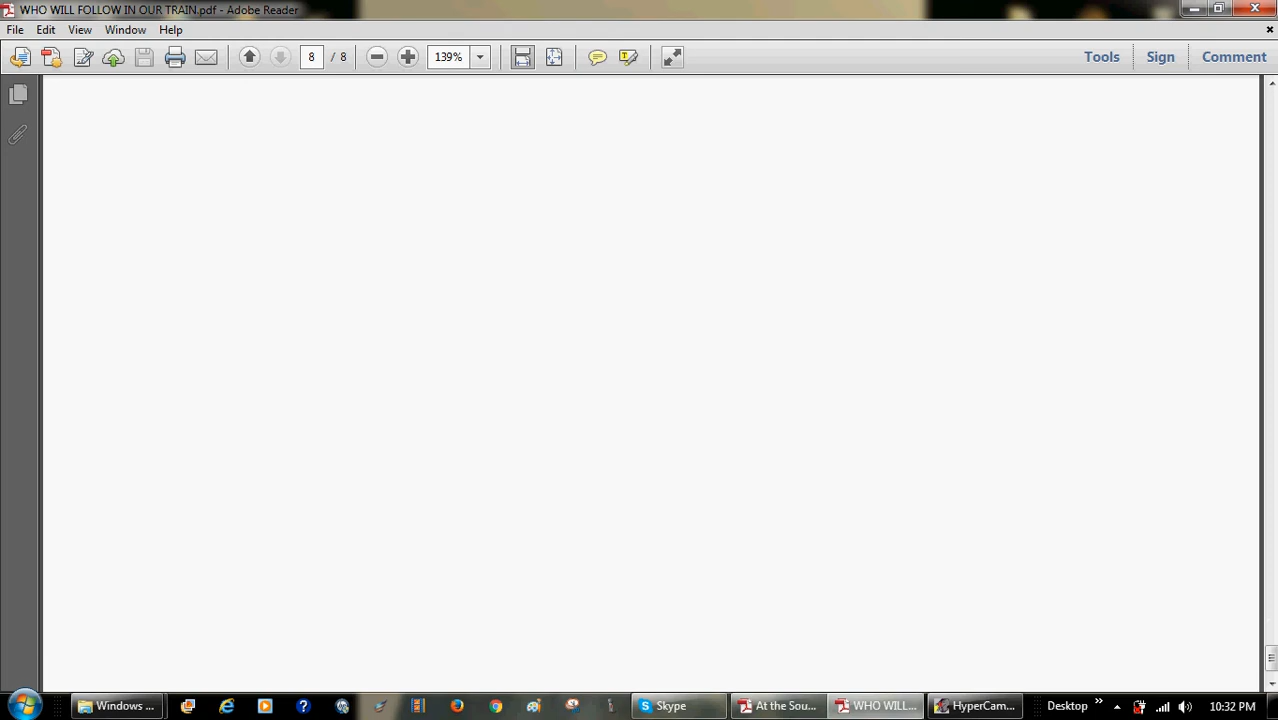 WHO WILL FOLLOW IN OUR TRAIN.pdf - Adobe Reader
File Edit View Window Help
8 / 8 139% Tools Sign Comment
Windows ... Skype At the Sou... WHO WILL... HyperCam... Desktop 10:32 PM